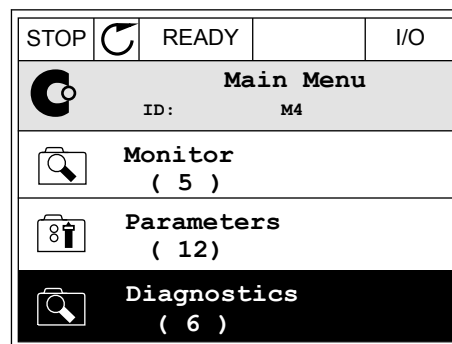 STOP READY I/O
Main Menu
ID: M4
Monitor
( 5 )
Parameters
( 12)
Diagnostics
( 6 )